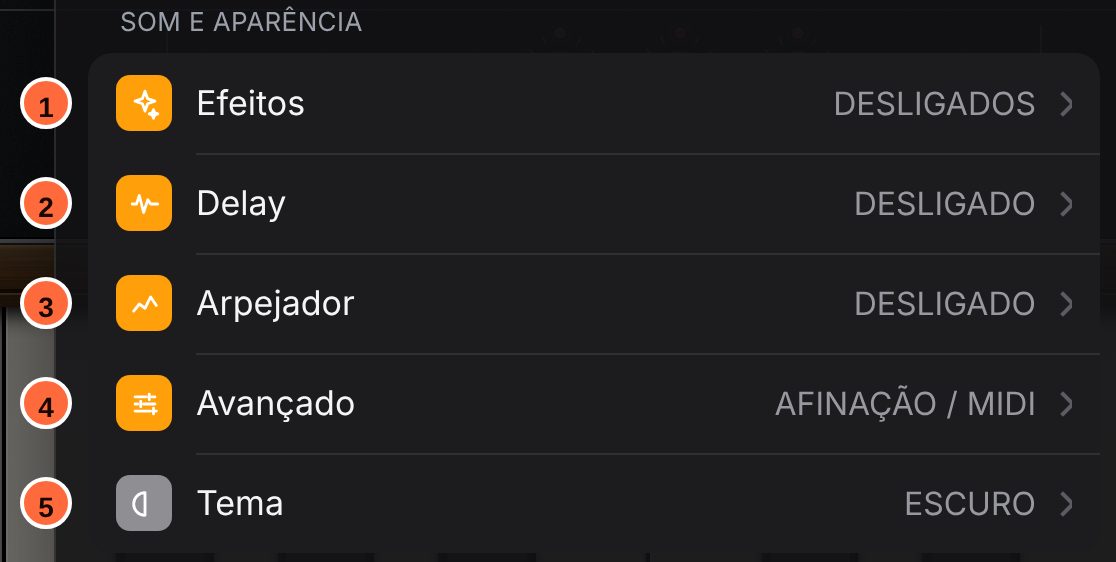 SOM E APARÊNCIA
1 Efeitos DESLIGADOS
2 Delay DESLIGADO
3 Arpejador DESLIGADO
4 Avançado AFINAÇÃO / MIDI
5 Tema ESCURO